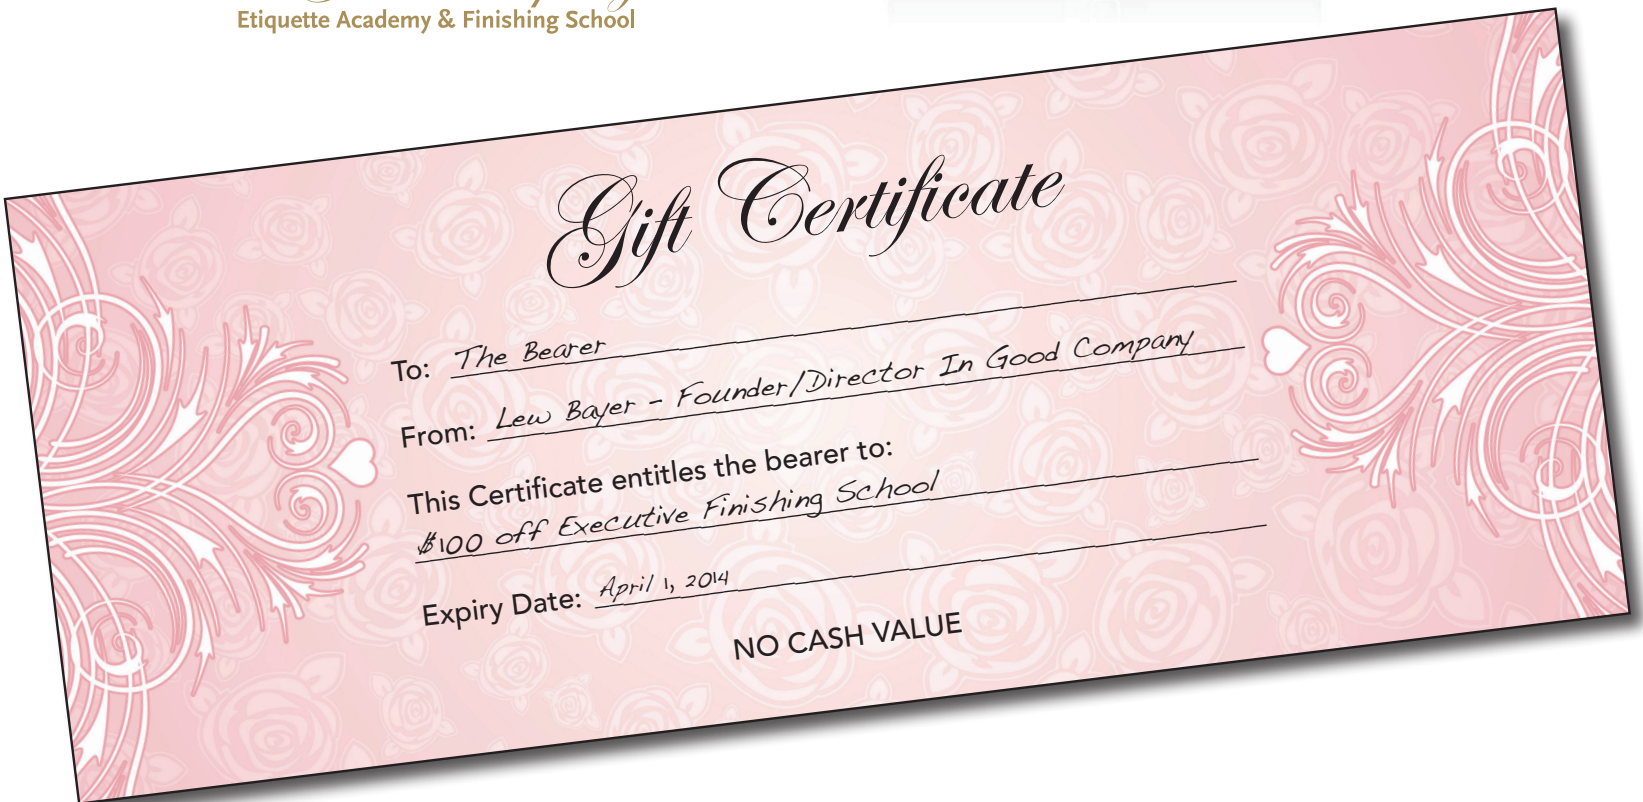 Etiquette Academy & Finishing School
Gift Certificate
To: The Bearer
From: Lew Bayer - Founder/Director In Good Company
This Certificate entitles the bearer to:
$100 off Executive Finishing School
Expiry Date: April 1, 2014
NO CASH VALUE